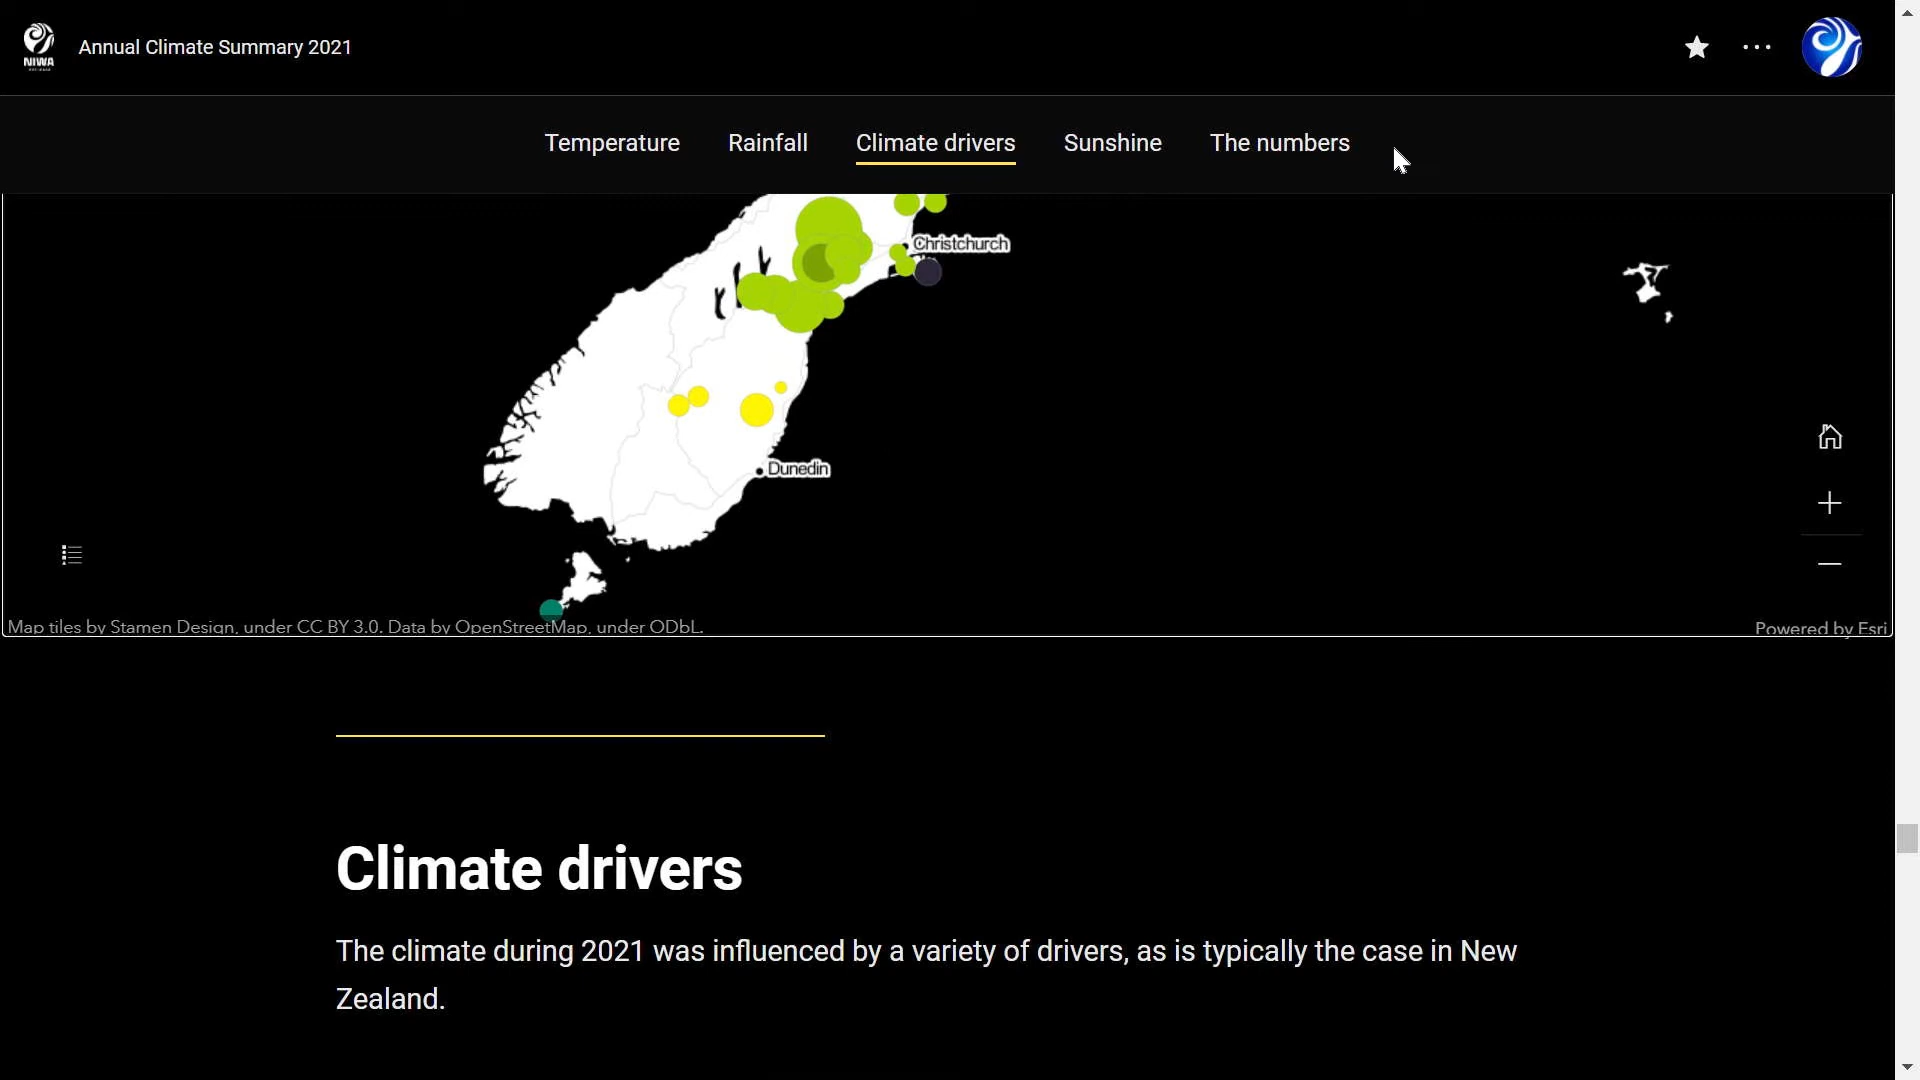 NIWA
Annual Climate Summary 2021
Temperature
Rainfall
Climate drivers
Sunshine
The numbers
Christchurch
Dunedin
Map tiles by Stamen Design, under CC BY 3.0. Data by OpenStreetMap, under ODbL.
Powered by Esri
Climate drivers
The climate during 2021 was influenced by a variety of drivers, as is typically the case in New
Zealand.